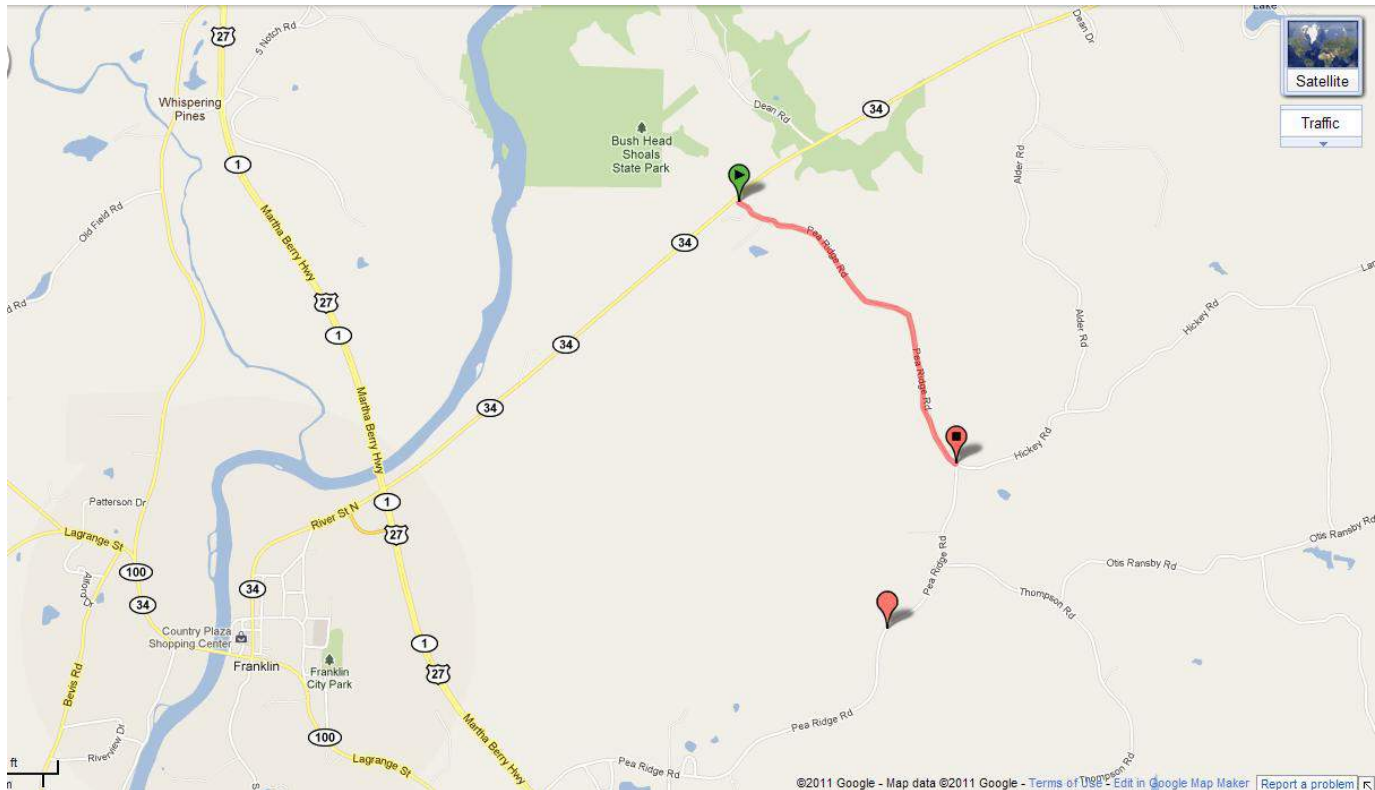 27
S Notch Rd
Whispering
Pines
1
Old Field Rd
d Rd
Martha Berry Hwy
27
1
Martha Berry Hwy
Bush Head
Shoals
State Park
Dean Rd
Dean Dr
34
Lake
Satellite
Traffic
34
34
34
Pea Ridge Rd
Pea Ridge Rd
Alder Rd
Alder Rd
Hickey Rd
Lan
Hickey Rd
Patterson Dr
Lagrange St
100
34
Alford Dr
River St N
1
27
34
Country Plaza
Shopping Center
Franklin
Franklin
City Park
1
27
Martha Berry Hwy
Bevis Rd
Riverview Dr
100
Lagrange St
Pea Ridge Rd
Otis Ransby Rd
Otis Ransby Rd
Thompson Rd
Pea Ridge Rd
Pea Ridge Rd
Thompson Rd
ft
©2011 Google - Map data ©2011 Google - Terms of Use - Edit in Google Map Maker
Report a problem